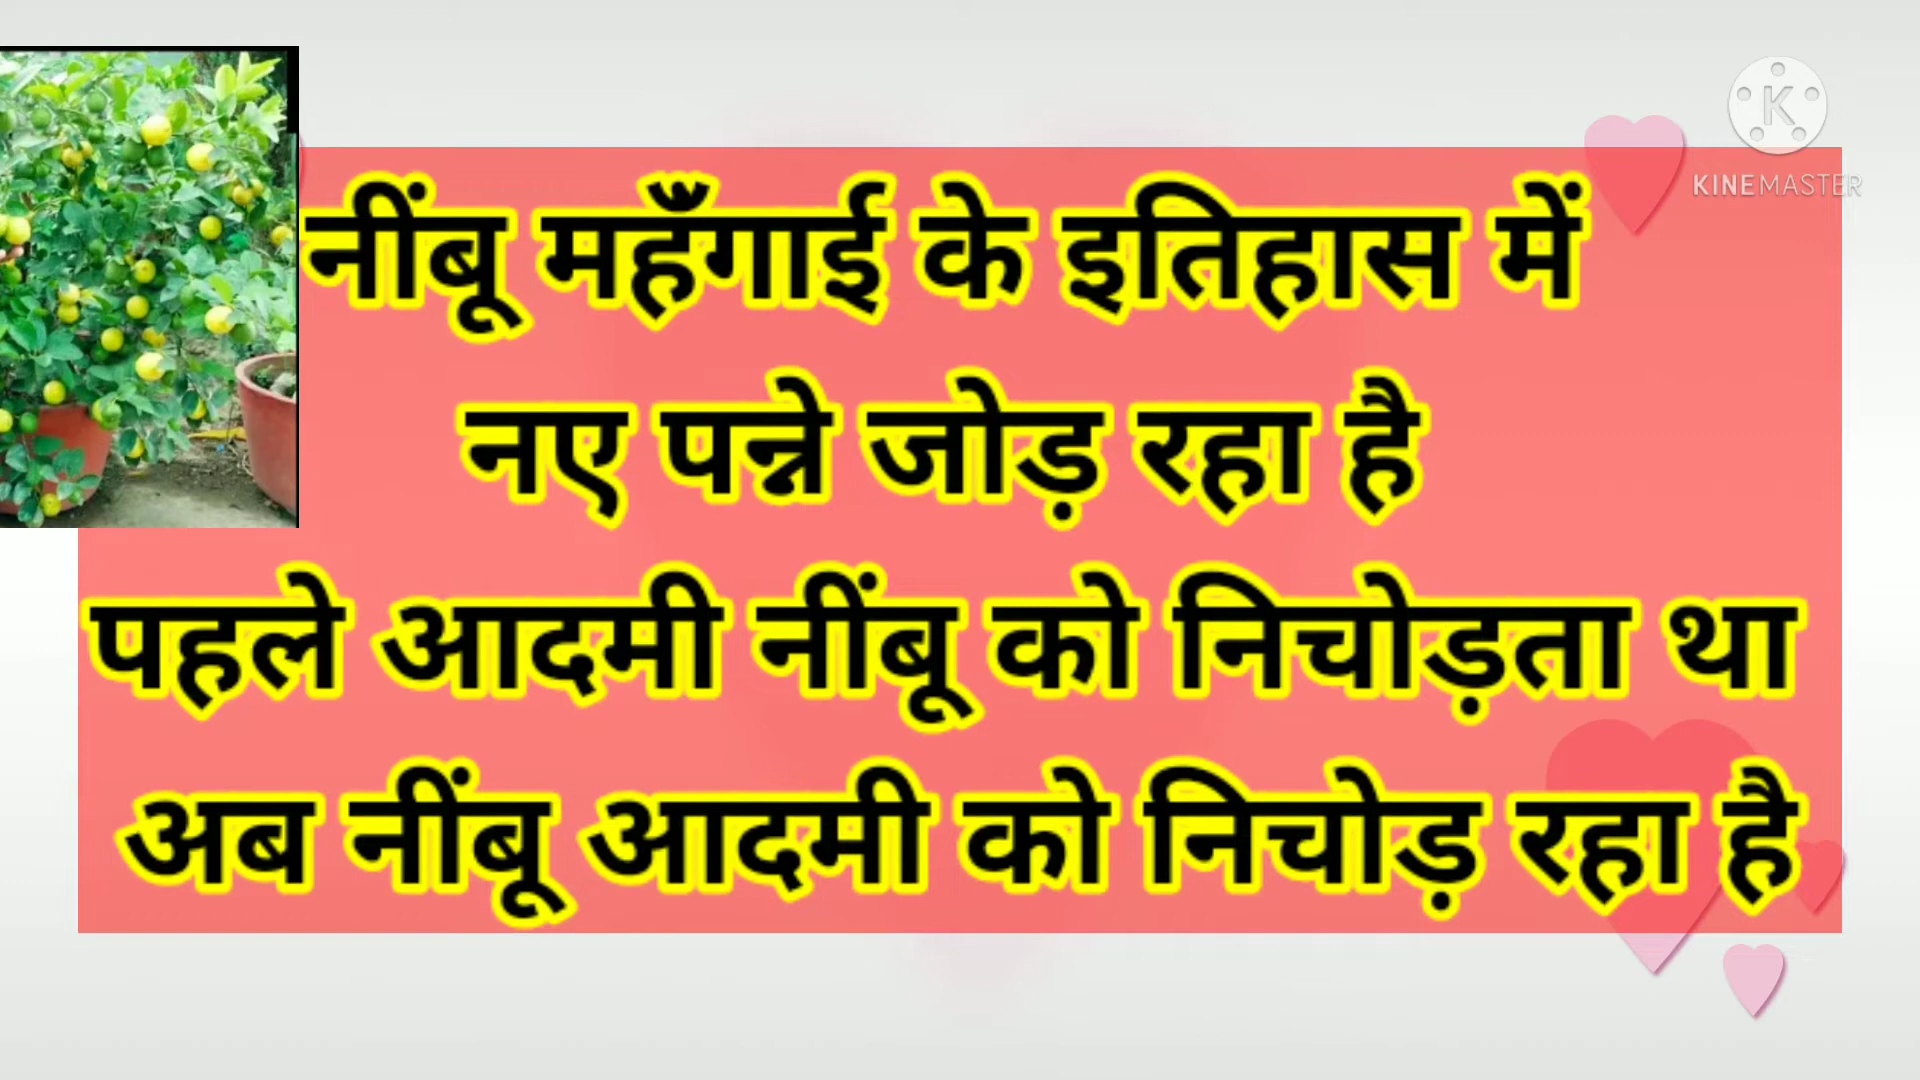 KINEMASTER
नींबू महँगाई के इतिहास में
नए पन्ने जोड़ रहा है
पहले आदमी नींबू को निचोड़ता था
अब नींबू आदमी को निचोड़ रहा है